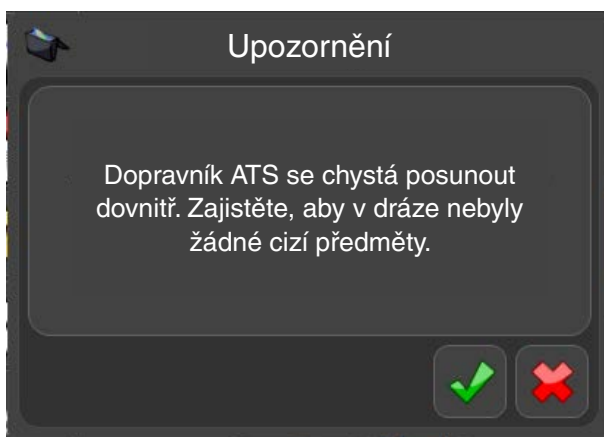 Upozornění
Dopravník ATS se chystá posunout
dovnitř. Zajistěte, aby v dráze nebyly
žádné cizí předměty.